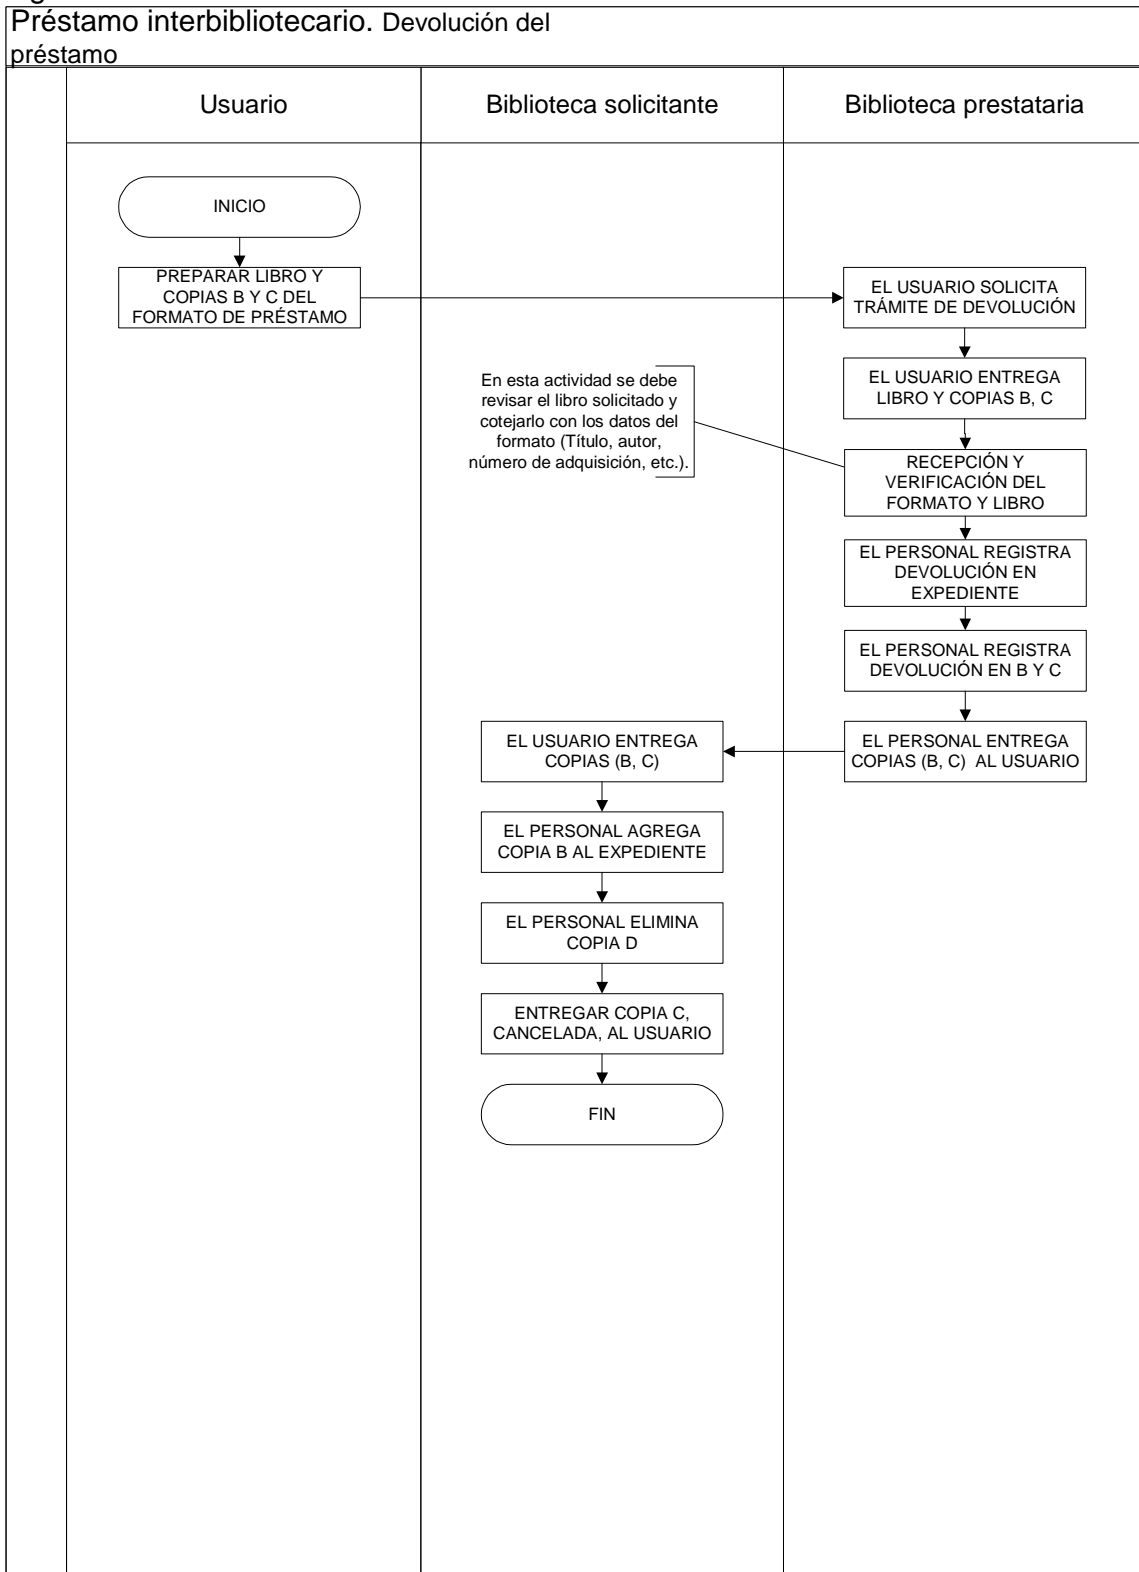 Préstamo interbibliotecario. Devolución del
préstamo
Usuario
Biblioteca solicitante
Biblioteca prestataria
INICIO
PREPARAR LIBRO Y
COPIAS B Y C DEL
FORMATO DE PRÉSTAMO
EL USUARIO SOLICITA
TRÁMITE DE DEVOLUCIÓN
EL USUARIO ENTREGA
LIBRO Y COPIAS B, C
En esta actividad se debe
revisar el libro solicitado y
cotejarlo con los datos del
formato (Título, autor,
número de adquisición, etc.).
RECEPCIÓN Y
VERIFICACIÓN DEL
FORMATO Y LIBRO
EL PERSONAL REGISTRA
DEVOLUCIÓN EN
EXPEDIENTE
EL PERSONAL REGISTRA
DEVOLUCIÓN EN B Y C
EL PERSONAL ENTREGA
COPIAS (B, C)  AL USUARIO
EL USUARIO ENTREGA
COPIAS (B, C)
EL PERSONAL AGREGA
COPIA B AL EXPEDIENTE
EL PERSONAL ELIMINA
COPIA D
ENTREGAR COPIA C,
CANCELADA, AL USUARIO
FIN